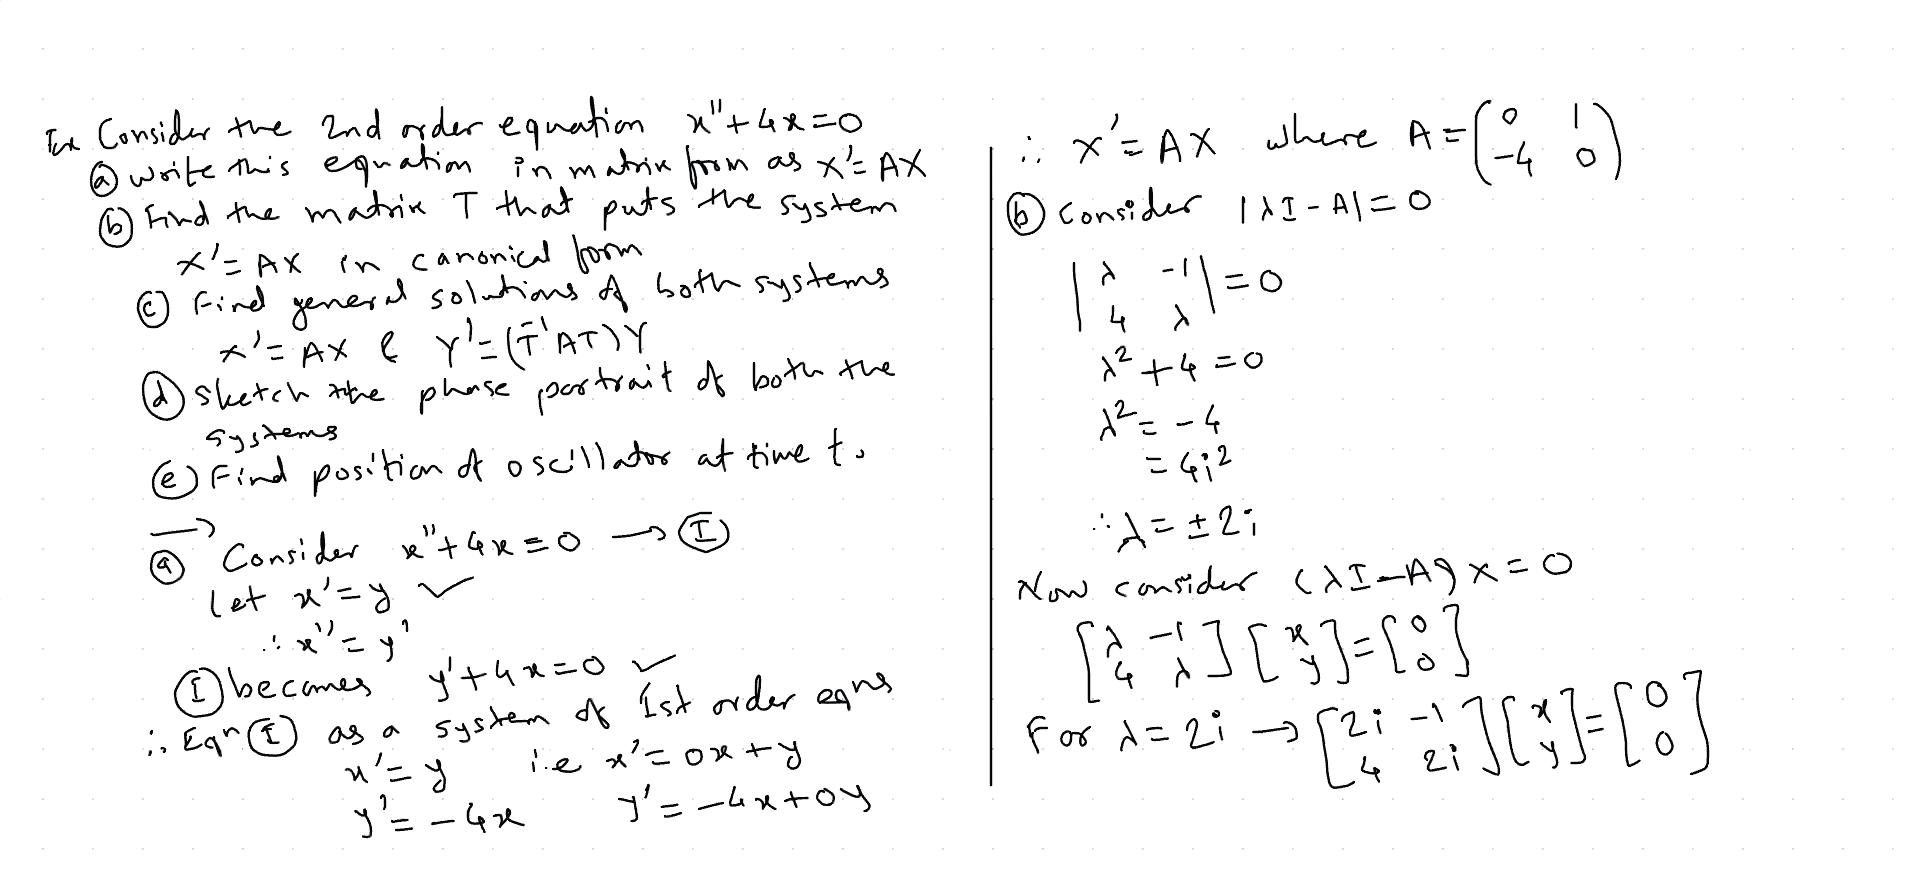 Ex Consider the 2nd order equation x''+4x=0
ⓐ write this equation in matrix form as X'=AX
ⓑ Find the matrix T that puts the system
X'=AX in canonical form
ⓒ Find general solutions of both systems
X'=AX & Y'=(T⁻¹AT)Y
ⓓ Sketch the phase portrait of both the
systems
ⓔ Find position of oscillator at time t.
→
ⓐ Consider x''+4x=0 → Ⓘ
Let x'=y ✓
∴ x''=y'
Ⓘ becomes y'+4x=0 ✓
∴ Eqn Ⓘ as a system of 1st order eqns
x'=y i.e x'=0x+y
y'=-4x y'=-4x+0y
∴ X'=AX where A=(0 1
-4 0)
ⓑ Consider |λI-A|=0
|λ -1
4 λ|=0
λ²+4=0
λ²=-4
=4i²
∴ λ=±2i
Now consider (λI-A)X=0
[λ -1
4 λ][x
y]=[0
0]
For λ=2i → [2i -1
4 2i][x
y]=[0
0]